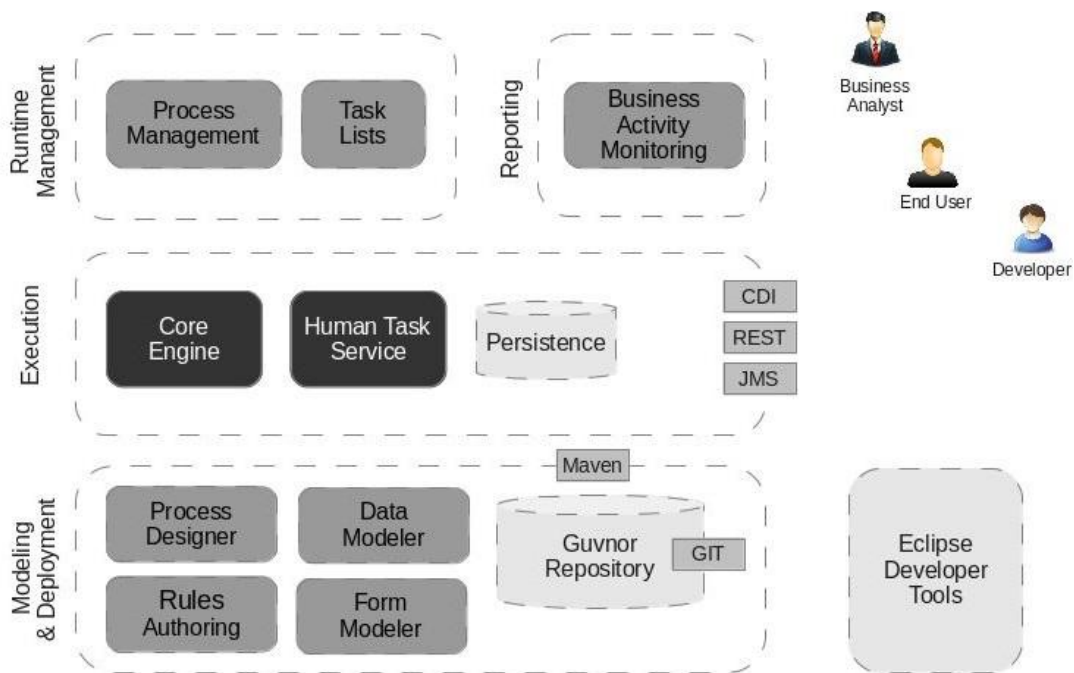 Runtime
Management
Process
Management
Task
Lists
Reporting
Business
Activity
Monitoring
Business
Analyst
End User
Developer
Execution
Core
Engine
Human Task
Service
Persistence
CDI
REST
JMS
Modeling
& Deployment
Process
Designer
Data
Modeler
Rules
Authoring
Form
Modeler
Maven
Guvnor
Repository
GIT
Eclipse
Developer
Tools